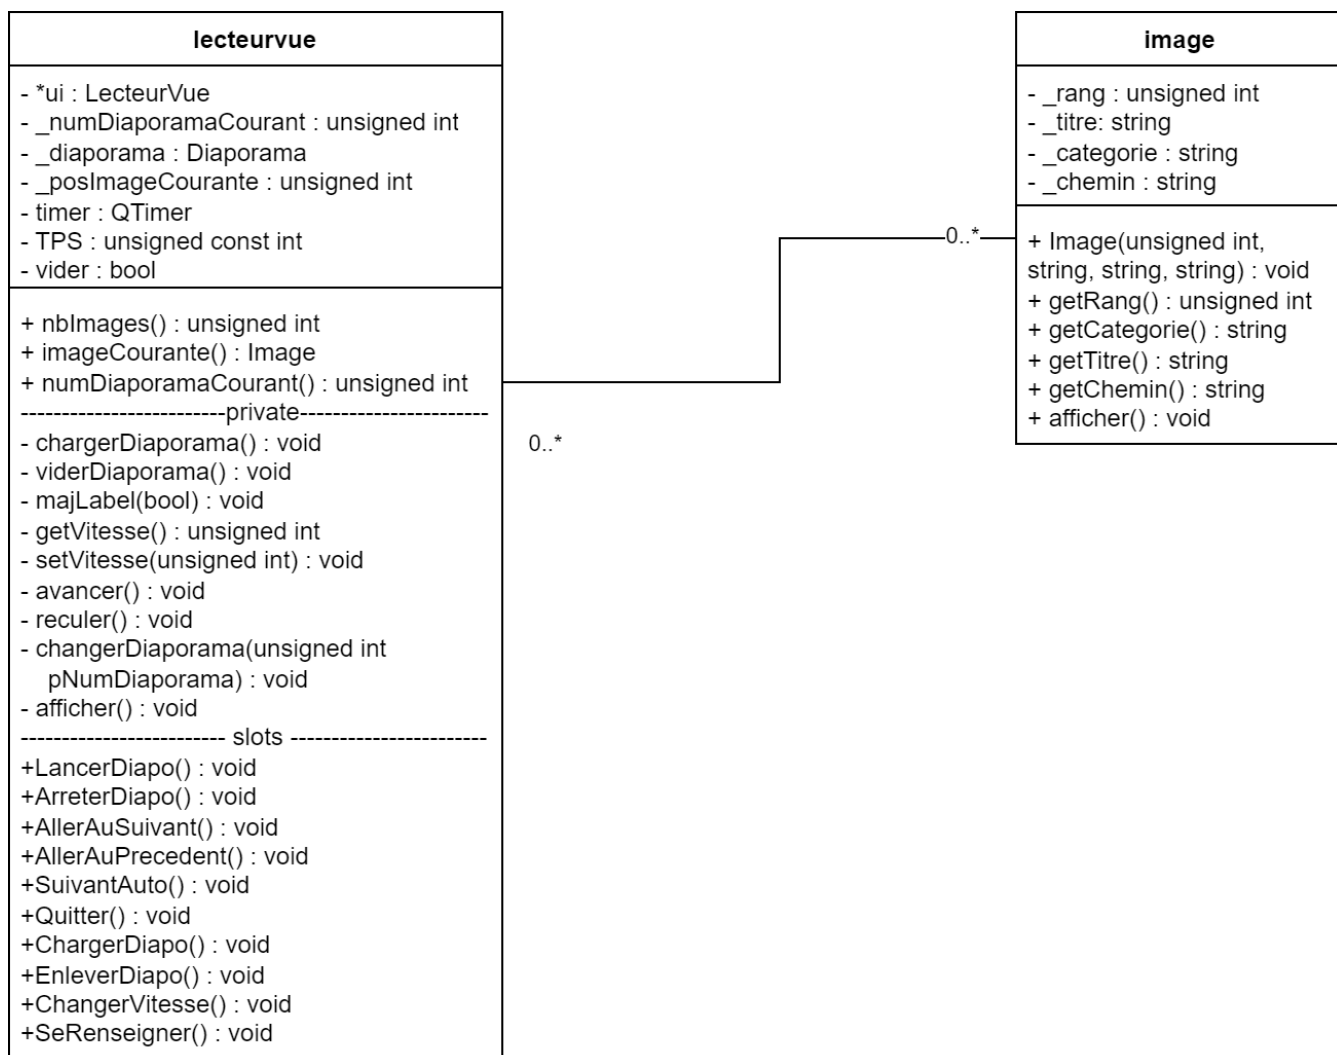 lecteurvue
- *ui : LecteurVue
- _numDiaporamaCourant : unsigned int
- _diaporama : Diaporama
- _posImageCourante : unsigned int
- timer : QTimer
- TPS : unsigned const int
- vider : bool
+ nbImages() : unsigned int
+ imageCourante() : Image
+ numDiaporamaCourant() : unsigned int
-------------------------private-----------------------
- chargerDiaporama() : void
- viderDiaporama() : void
- majLabel(bool) : void
- getVitesse() : unsigned int
- setVitesse(unsigned int) : void
- avancer() : void
- reculer() : void
- changerDiaporama(unsigned int
pNumDiaporama) : void
- afficher() : void
------------------------- slots ------------------------
+LancerDiapo() : void
+ArreterDiapo() : void
+AllerAuSuivant() : void
+AllerAuPrecedent() : void
+SuivantAuto() : void
+Quitter() : void
+ChargerDiapo() : void
+EnleverDiapo() : void
+ChangerVitesse() : void
+SeRenseigner() : void
0..*
0..*
image
- _rang : unsigned int
- _titre: string
- _categorie : string
- _chemin : string
+ Image(unsigned int,
string, string, string) : void
+ getRang() : unsigned int
+ getCategorie() : string
+ getTitre() : string
+ getChemin() : string
+ afficher() : void